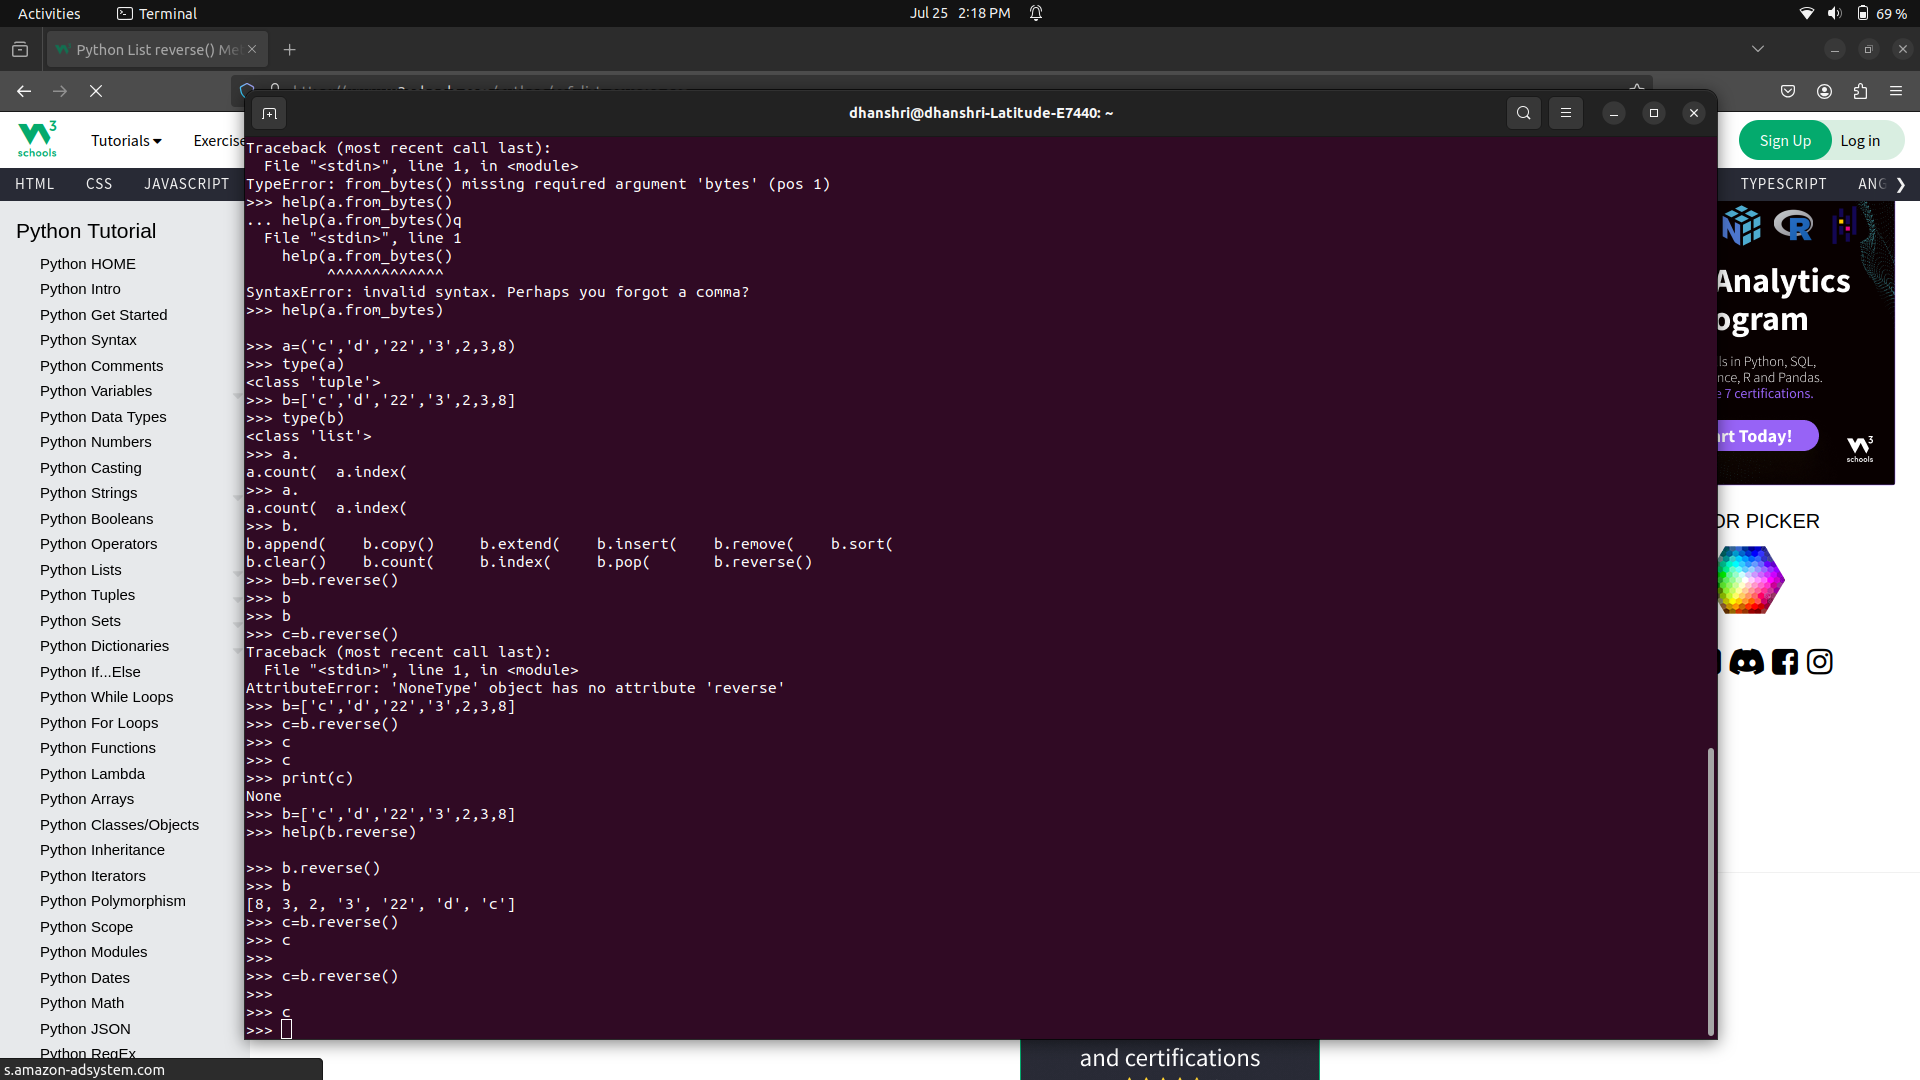 Activities
Terminal
Jul 25 2:18 PM
69 %
Python List reverse() Me
dhanshri@dhanshri-Latitude-E7440: ~
W3
schools
Tutorials
Exercise
Sign Up
Log in
HTML
CSS
JAVASCRIPT
TYPESCRIPT
ANG
Python Tutorial
Python HOME
Python Intro
Python Get Started
Python Syntax
Python Comments
Python Variables
Python Data Types
Python Numbers
Python Casting
Python Strings
Python Booleans
Python Operators
Python Lists
Python Tuples
Python Sets
Python Dictionaries
Python If...Else
Python While Loops
Python For Loops
Python Functions
Python Lambda
Python Arrays
Python Classes/Objects
Python Inheritance
Python Iterators
Python Polymorphism
Python Scope
Python Modules
Python Dates
Python Math
Python JSON
Python RegEx
s.amazon-adsystem.com
Traceback (most recent call last):
  File "<stdin>", line 1, in <module>
TypeError: from_bytes() missing required argument 'bytes' (pos 1)
>>> help(a.from_bytes()
... help(a.from_bytes()q
  File "<stdin>", line 1
    help(a.from_bytes()
         ^^^^^^^^^^^^^
SyntaxError: invalid syntax. Perhaps you forgot a comma?
>>> help(a.from_bytes)
>>> a=('c','d','22','3',2,3,8)
>>> type(a)
<class 'tuple'>
>>> b=['c','d','22','3',2,3,8]
>>> type(b)
<class 'list'>
>>> a.
a.count(  a.index(
>>> a.
a.count(  a.index(
>>> b.
b.append(    b.copy()     b.extend(    b.insert(    b.remove(    b.sort(
b.clear()    b.count(     b.index(     b.pop(       b.reverse()
>>> b=b.reverse()
>>> b
>>> b
>>> c=b.reverse()
Traceback (most recent call last):
  File "<stdin>", line 1, in <module>
AttributeError: 'NoneType' object has no attribute 'reverse'
>>> b=['c','d','22','3',2,3,8]
>>> c=b.reverse()
>>> c
>>> c
>>> print(c)
None
>>> b=['c','d','22','3',2,3,8]
>>> help(b.reverse)
>>> b.reverse()
>>> b
[8, 3, 2, '3', '22', 'd', 'c']
>>> c=b.reverse()
>>> c
>>>
>>> c=b.reverse()
>>>
>>> c
>>>
Analytics
ogram
ls in Python, SQL,
nce, R and Pandas.
e 7 certifications.
rt Today!
W3
schools
OR PICKER
and certifications